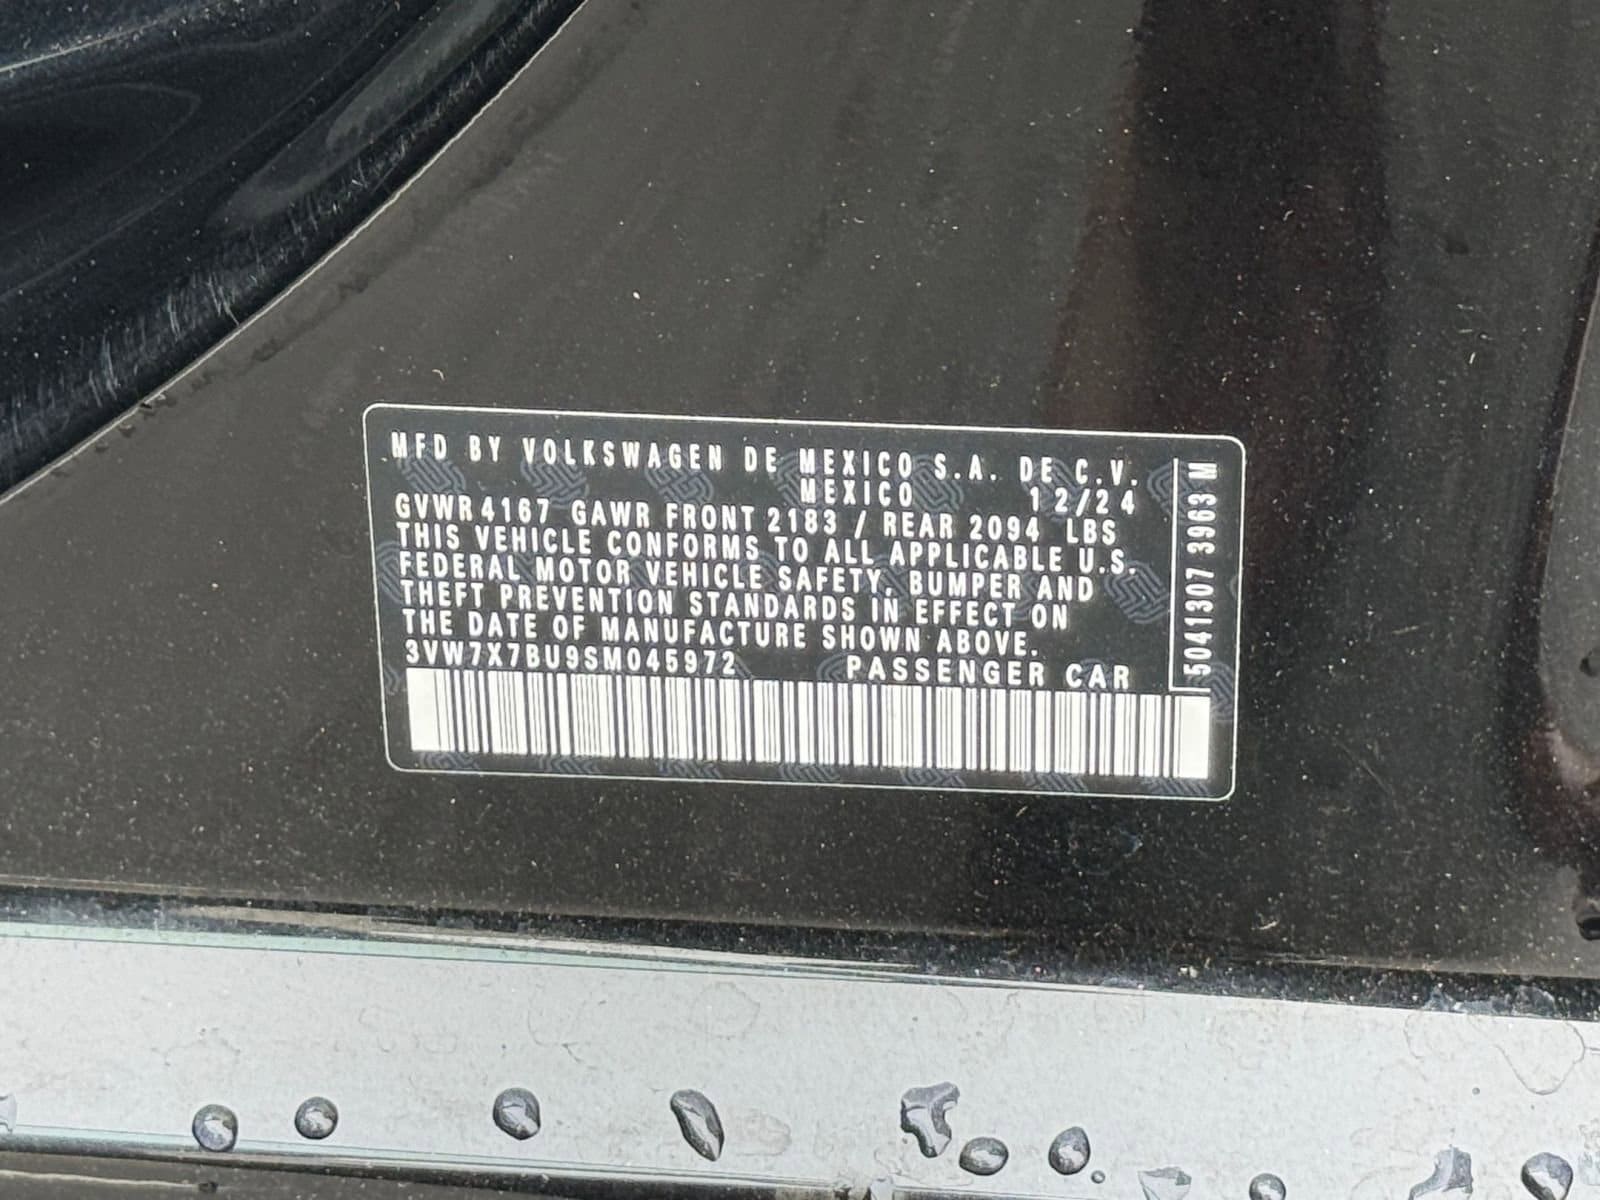 MFD BY VOLKSWAGEN DE MEXICO S.A. DE C.V.
MEXICO 12/24
GVWR 4167 GAWR FRONT 2183 / REAR 2094 LBS
THIS VEHICLE CONFORMS TO ALL APPLICABLE U.S.
FEDERAL MOTOR VEHICLE SAFETY, BUMPER AND
THEFT PREVENTION STANDARDS IN EFFECT ON
THE DATE OF MANUFACTURE SHOWN ABOVE.
3VW7X7BU9SM045972 PASSENGER CAR
5041307 3963 M